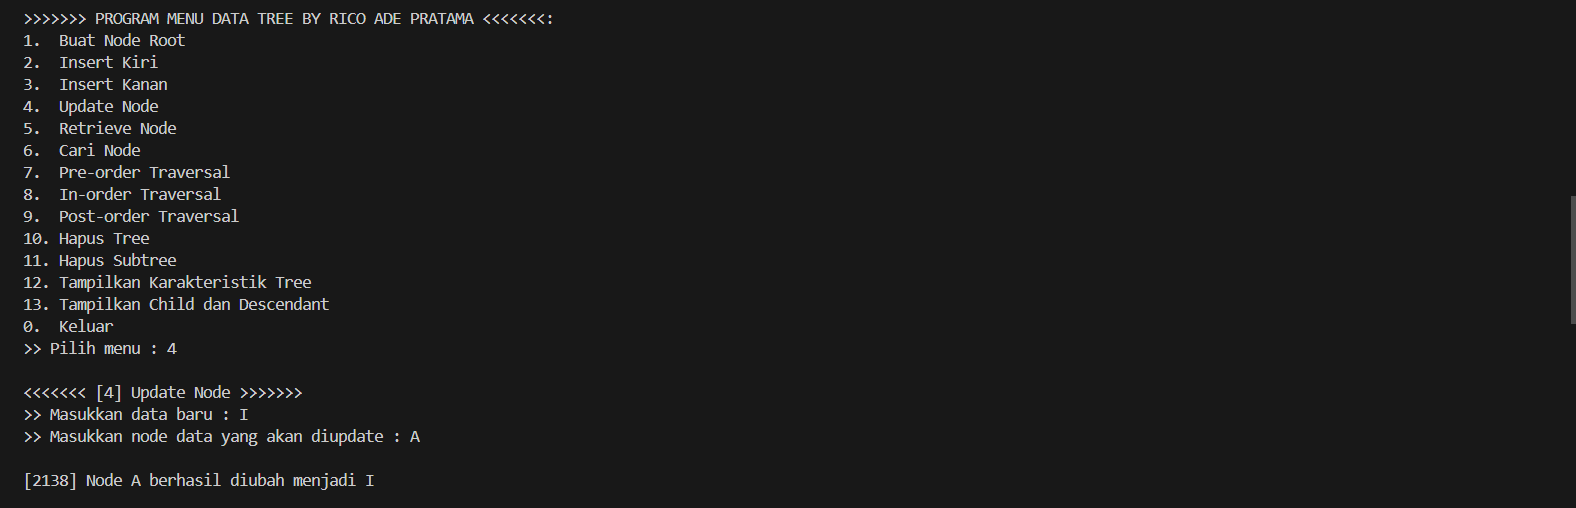 >>>>>>> PROGRAM MENU DATA TREE BY RICO ADE PRATAMA <<<<<<<:
1.  Buat Node Root
2.  Insert Kiri
3.  Insert Kanan
4.  Update Node
5.  Retrieve Node
6.  Cari Node
7.  Pre-order Traversal
8.  In-order Traversal
9.  Post-order Traversal
10. Hapus Tree
11. Hapus Subtree
12. Tampilkan Karakteristik Tree
13. Tampilkan Child dan Descendant
0.  Keluar
>> Pilih menu : 4
<<<<<<< [4] Update Node >>>>>>>
>> Masukkan data baru : I
>> Masukkan node data yang akan diupdate : A
[2138] Node A berhasil diubah menjadi I